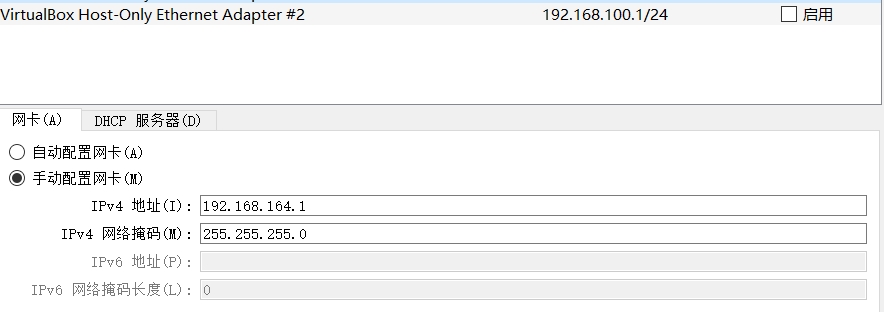 VirtualBox Host-Only Ethernet Adapter #2 192.168.100.1/24 启用
网卡(A) DHCP 服务器(D)
自动配置网卡(A)
手动配置网卡(M)
IPv4 地址(I): 192.168.164.1
IPv4 网络掩码(M): 255.255.255.0
IPv6 地址(P):
IPv6 网络掩码长度(L): 0